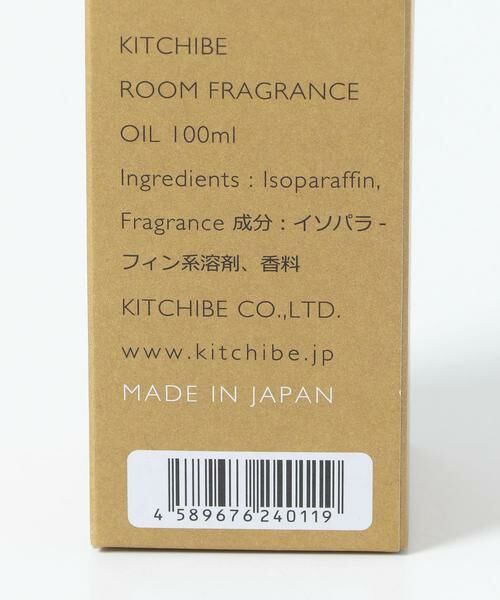 KITCHIBE
ROOM FRAGRANCE
OIL 100ml
Ingredients : Isoparaffin,
Fragrance 成分 : イソパラ -
フィン系溶剤、香料
KITCHIBE CO.,LTD.
www.kitchibe.jp
MADE IN JAPAN
4 589676 240119